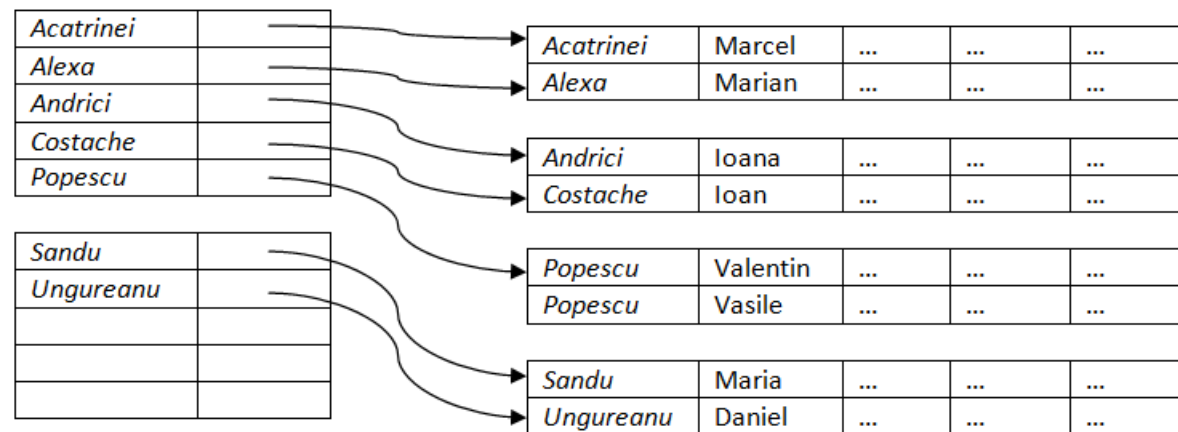 Acatrinei
Alexa
Andrici
Costache
Popescu
Sandu
Ungureanu
Acatrinei Marcel ... ... ...
Alexa Marian ... ... ...
Andrici Ioana ... ... ...
Costache Ioan ... ... ...
Popescu Valentin ... ... ...
Popescu Vasile ... ... ...
Sandu Maria ... ... ...
Ungureanu Daniel ... ... ...